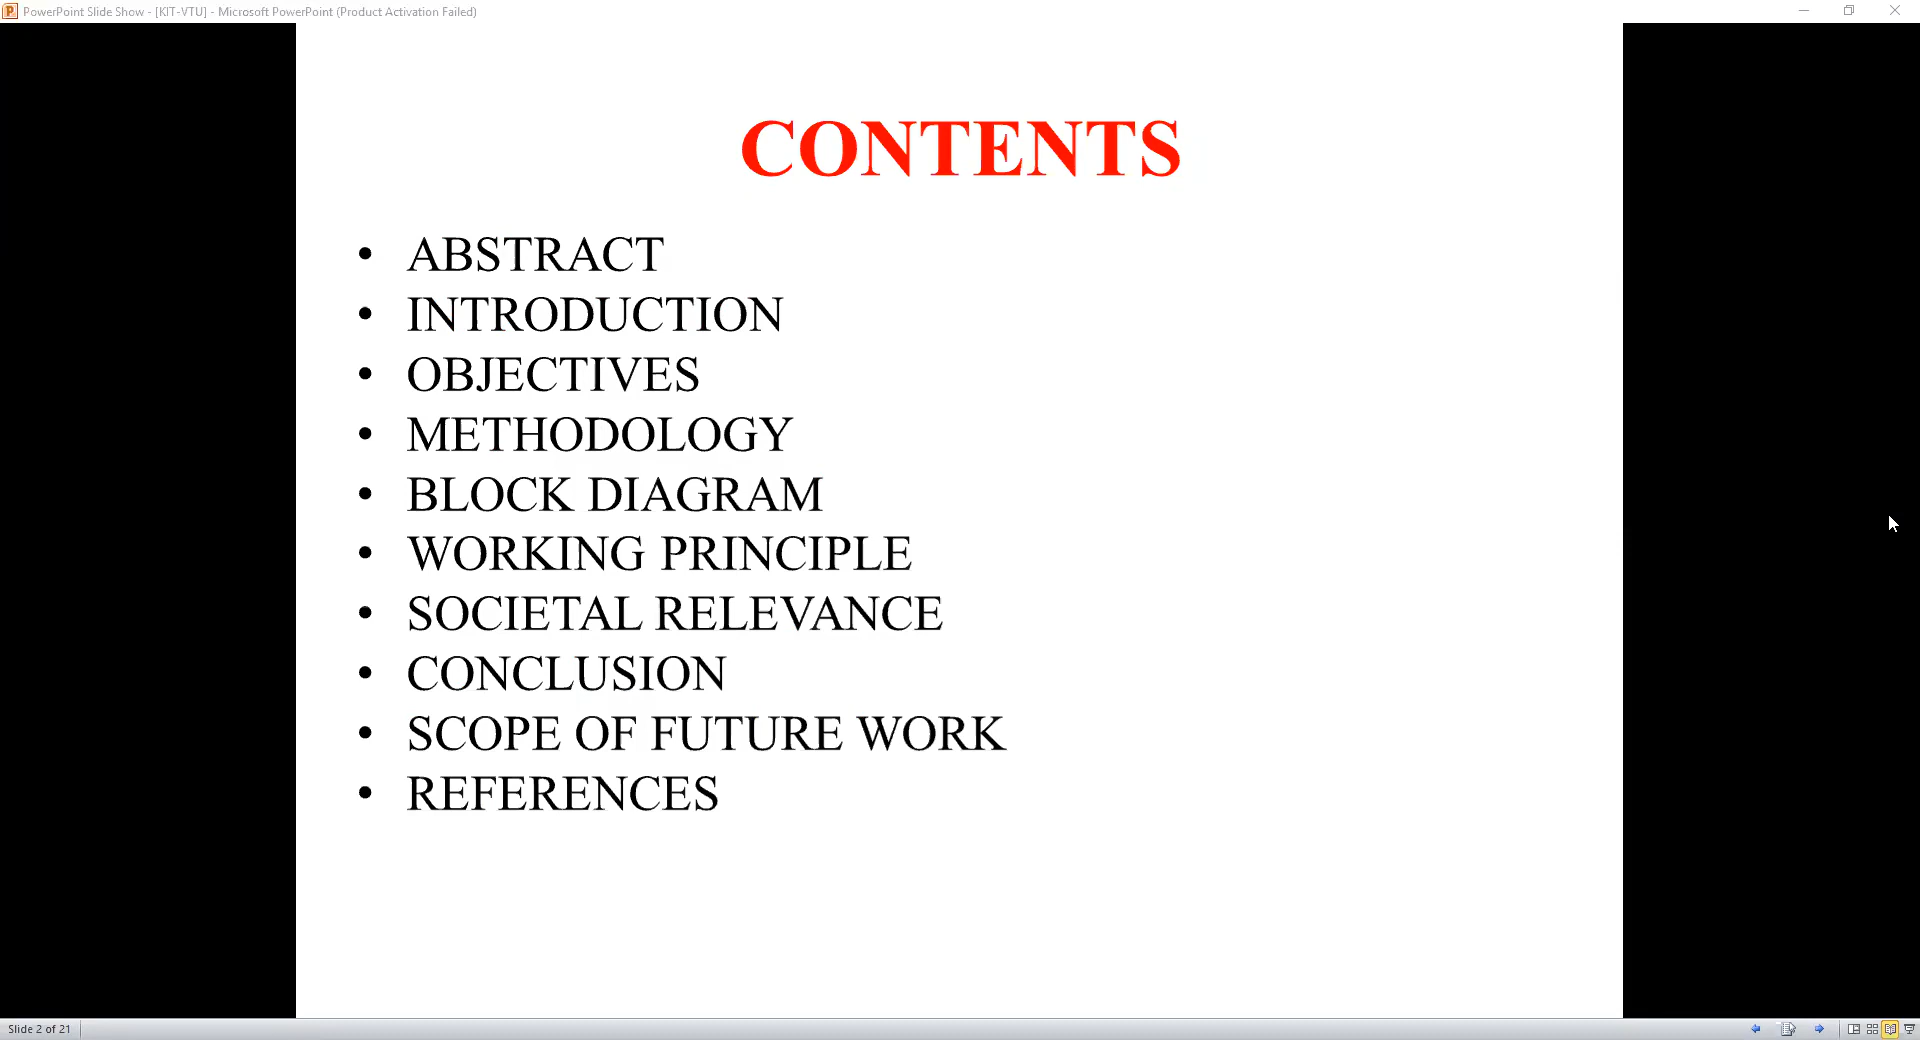 PowerPoint Slide Show - [KIT-VTU] - Microsoft PowerPoint (Product Activation Failed)
CONTENTS
• ABSTRACT
• INTRODUCTION
• OBJECTIVES
• METHODOLOGY
• BLOCK DIAGRAM
• WORKING PRINCIPLE
• SOCIETAL RELEVANCE
• CONCLUSION
• SCOPE OF FUTURE WORK
• REFERENCES
Slide 2 of 21